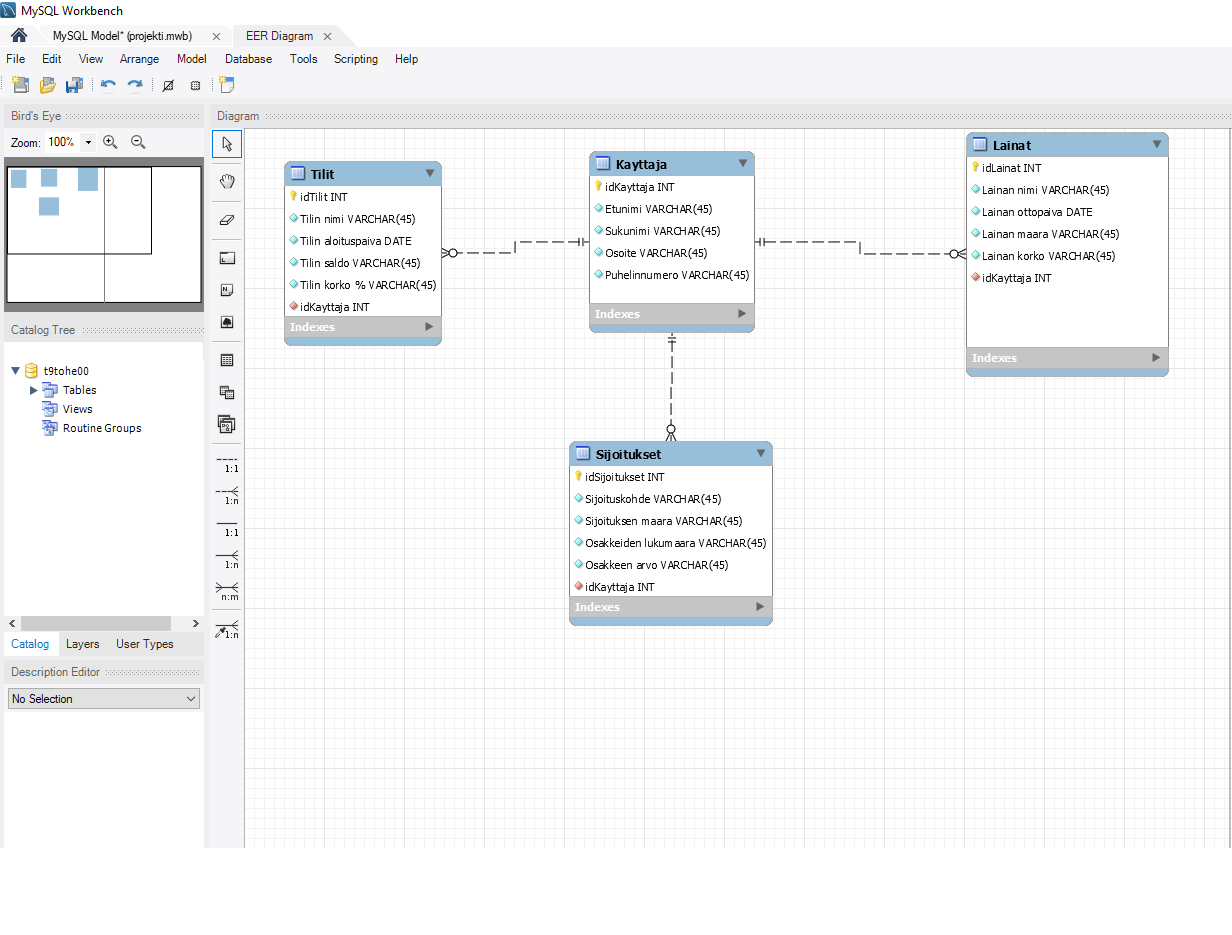 MySQL Workbench
MySQL Model* (projekti.mwb) EER Diagram
File Edit View Arrange Model Database Tools Scripting Help
Bird's Eye
Zoom: 100%
Catalog Tree
t9tohe00
Tables
Views
Routine Groups
Catalog Layers User Types
Description Editor
No Selection
1:1
1:n
1:1
1:n
n:m
1:n
Diagram
Tilit
idTilit INT
Tilin nimi VARCHAR(45)
Tilin aloituspaiva DATE
Tilin saldo VARCHAR(45)
Tilin korko % VARCHAR(45)
idKayttaja INT
Indexes
Kayttaja
idKayttaja INT
Etunimi VARCHAR(45)
Sukunimi VARCHAR(45)
Osoite VARCHAR(45)
Puhelinnumero VARCHAR(45)
Indexes
Lainat
idLainat INT
Lainan nimi VARCHAR(45)
Lainan ottopaiva DATE
Lainan maara VARCHAR(45)
Lainan korko VARCHAR(45)
idKayttaja INT
Indexes
Sijoitukset
idSijoitukset INT
Sijoituskohde VARCHAR(45)
Sijoituksen maara VARCHAR(45)
Osakkeiden lukumaara VARCHAR(45)
Osakkeen arvo VARCHAR(45)
idKayttaja INT
Indexes